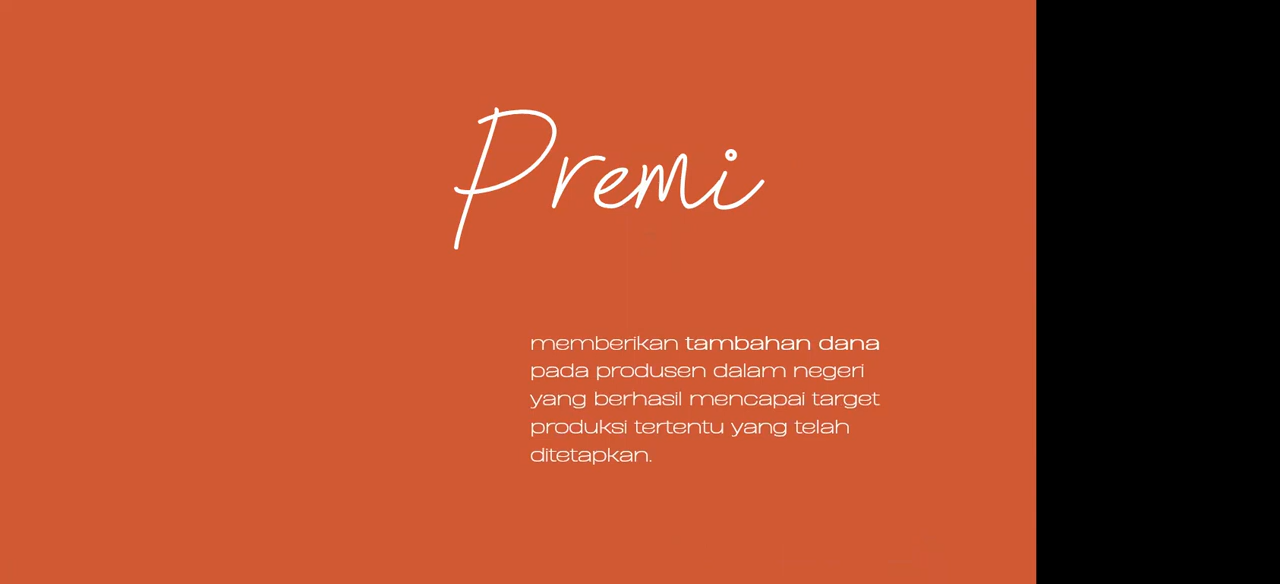 Premi
memberikan tambahan dana
pada produsen dalam negeri
yang berhasil mencapai target
produksi tertentu yang telah
ditetapkan.